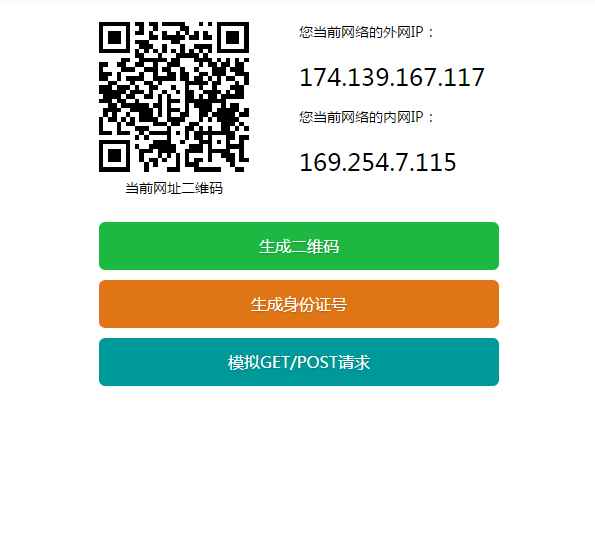 您当前网络的外网IP：
174.139.167.117
您当前网络的内网IP：
169.254.7.115
当前网址二维码
生成二维码
生成身份证号
模拟GET/POST请求